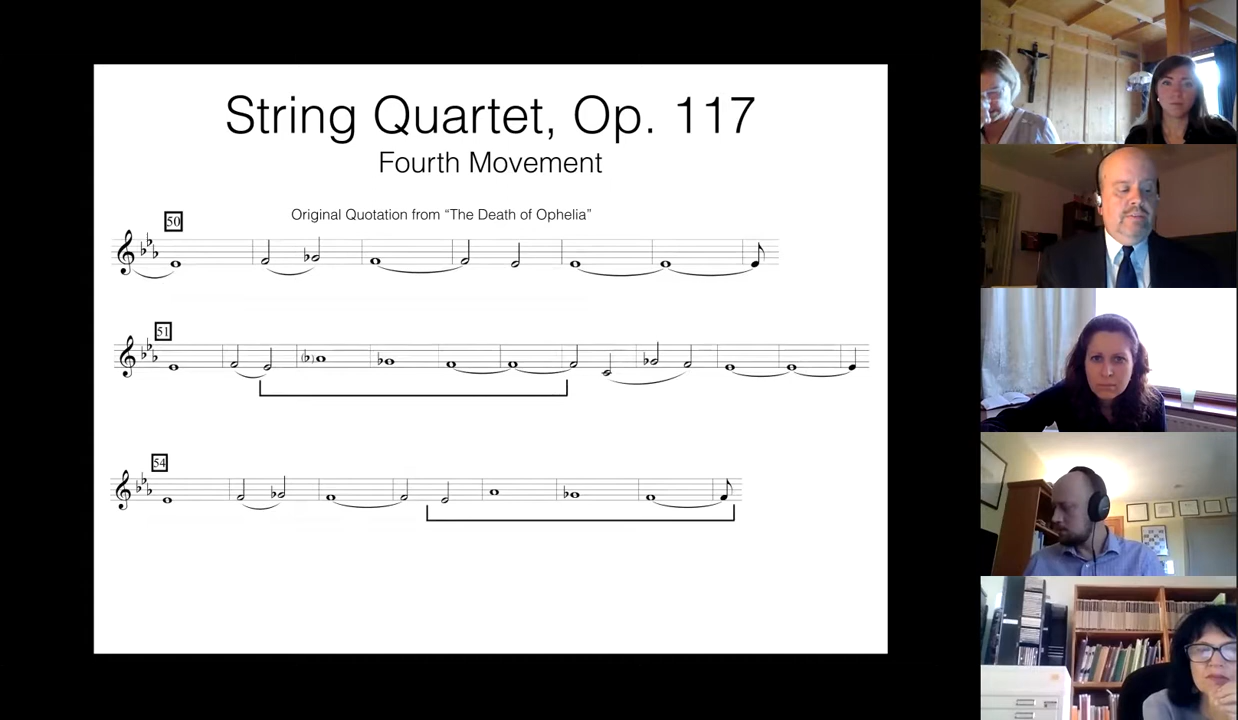 String Quartet, Op. 117
Fourth Movement
Original Quotation from “The Death of Ophelia”
50
51
54